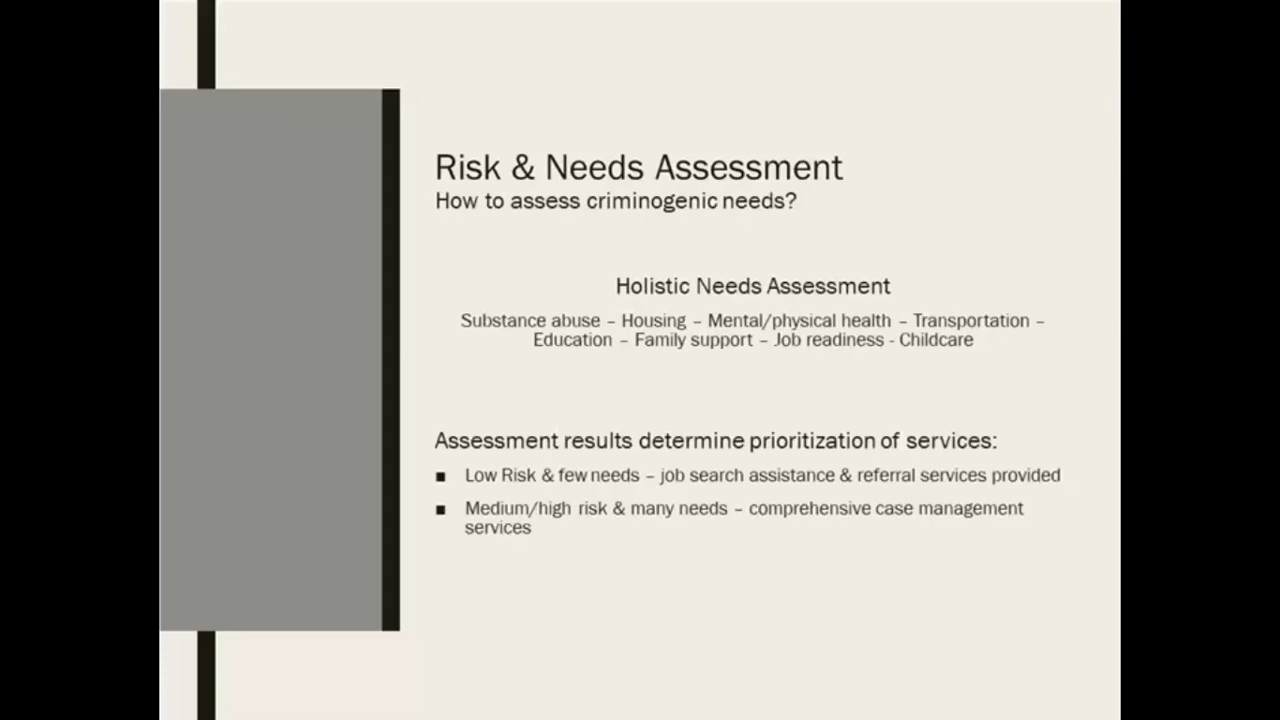 Risk & Needs Assessment
How to assess criminogenic needs?
Holistic Needs Assessment
Substance abuse – Housing – Mental/physical health – Transportation –
Education – Family support – Job readiness - Childcare
Assessment results determine prioritization of services:
■ Low Risk & few needs – job search assistance & referral services provided
■ Medium/high risk & many needs – comprehensive case management
services